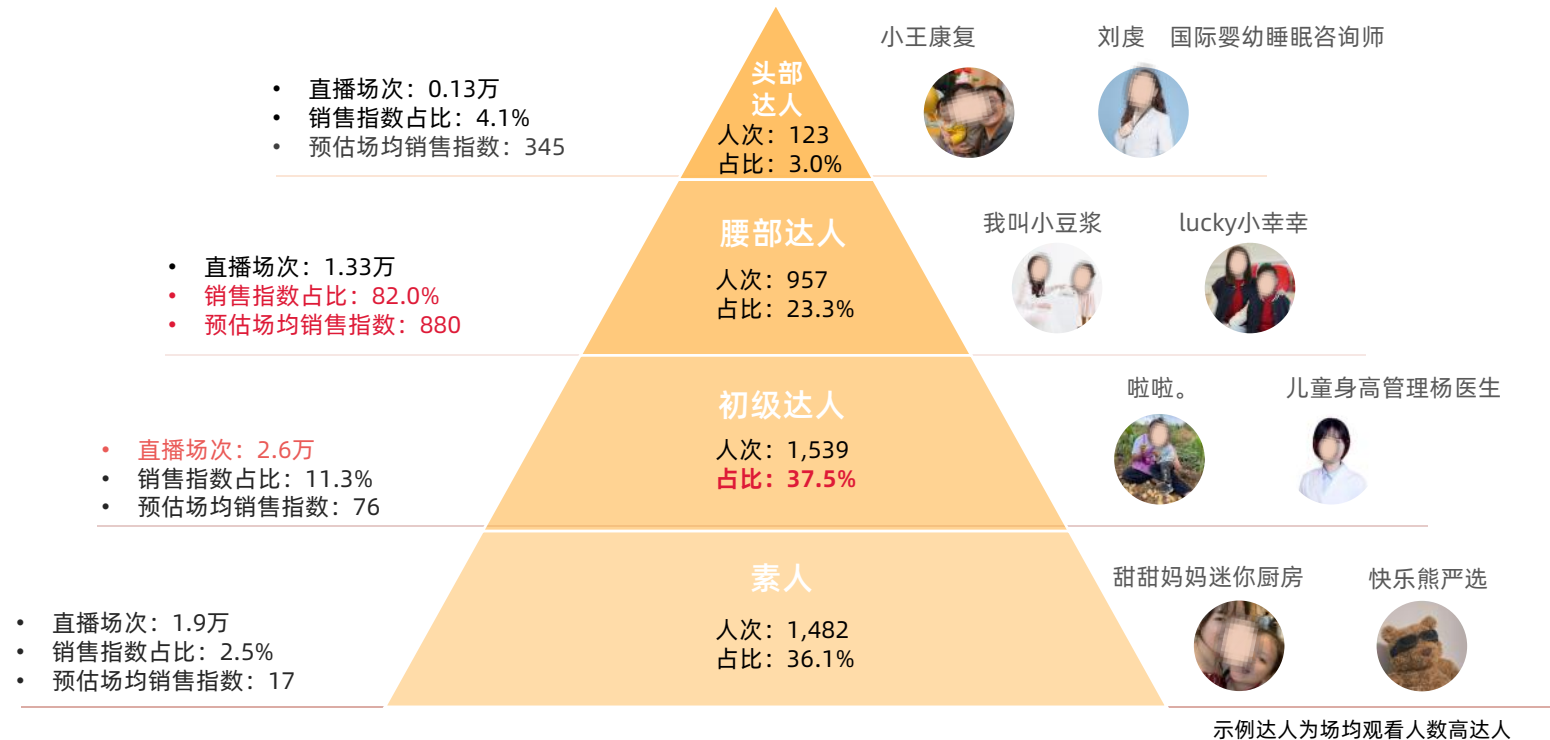 小王康复
刘虔 国际婴幼睡眠咨询师
头部
达人
人次：123
占比：3.0%
• 直播场次：0.13万
• 销售指数占比：4.1%
• 预估场均销售指数：345
我叫小豆浆
lucky小幸幸
腰部达人
人次：957
占比：23.3%
• 直播场次：1.33万
• 销售指数占比：82.0%
• 预估场均销售指数：880
啦啦。
儿童身高管理杨医生
初级达人
人次：1,539
占比：37.5%
• 直播场次：2.6万
• 销售指数占比：11.3%
• 预估场均销售指数：76
甜甜妈妈迷你厨房
快乐熊严选
素人
人次：1,482
占比：36.1%
• 直播场次：1.9万
• 销售指数占比：2.5%
• 预估场均销售指数：17
示例达人为场均观看人数高达人